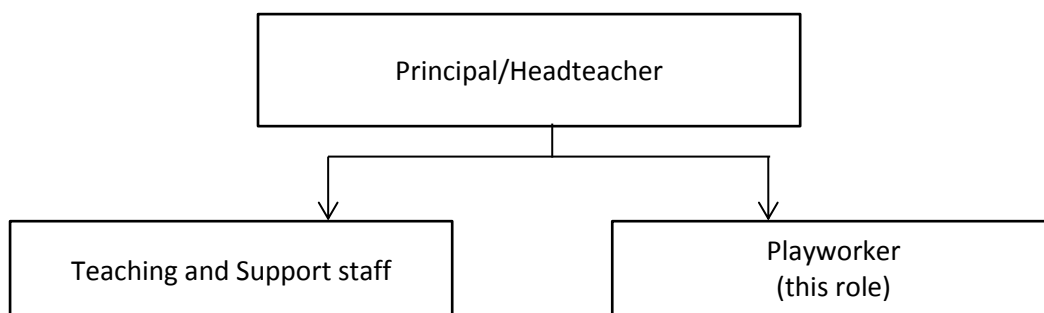 Principal/Headteacher
Teaching and Support staff
Playworker
(this role)